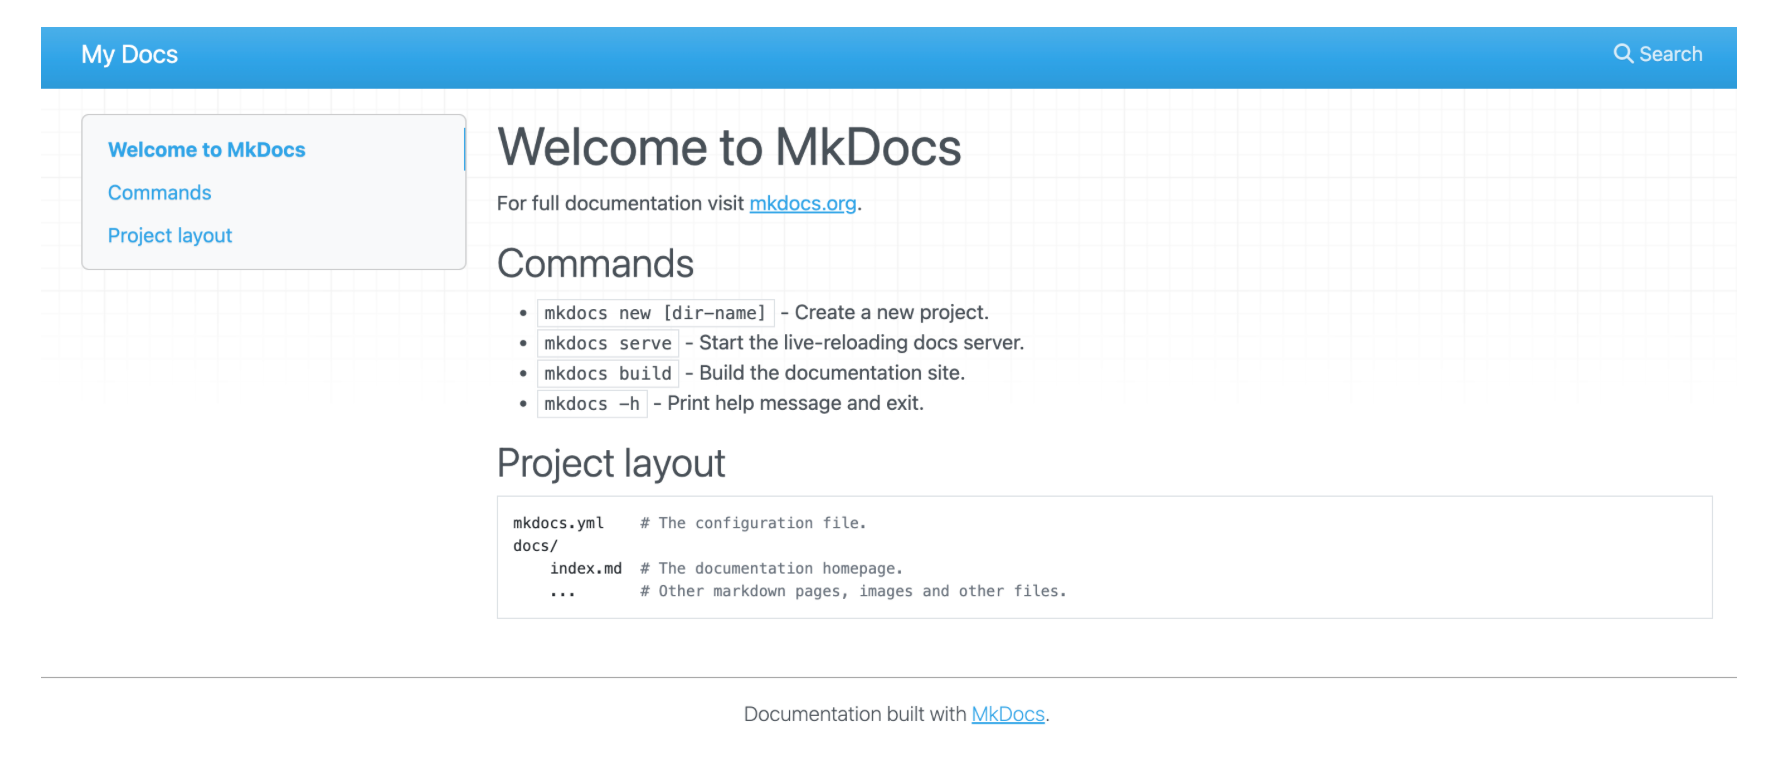 My Docs
Search
Welcome to MkDocs
Commands
Project layout
Welcome to MkDocs
For full documentation visit mkdocs.org.
Commands
• mkdocs new [dir-name] - Create a new project.
• mkdocs serve - Start the live-reloading docs server.
• mkdocs build - Build the documentation site.
• mkdocs -h - Print help message and exit.
Project layout
mkdocs.yml    # The configuration file.
docs/
    index.md  # The documentation homepage.
    ...       # Other markdown pages, images and other files.
Documentation built with MkDocs.